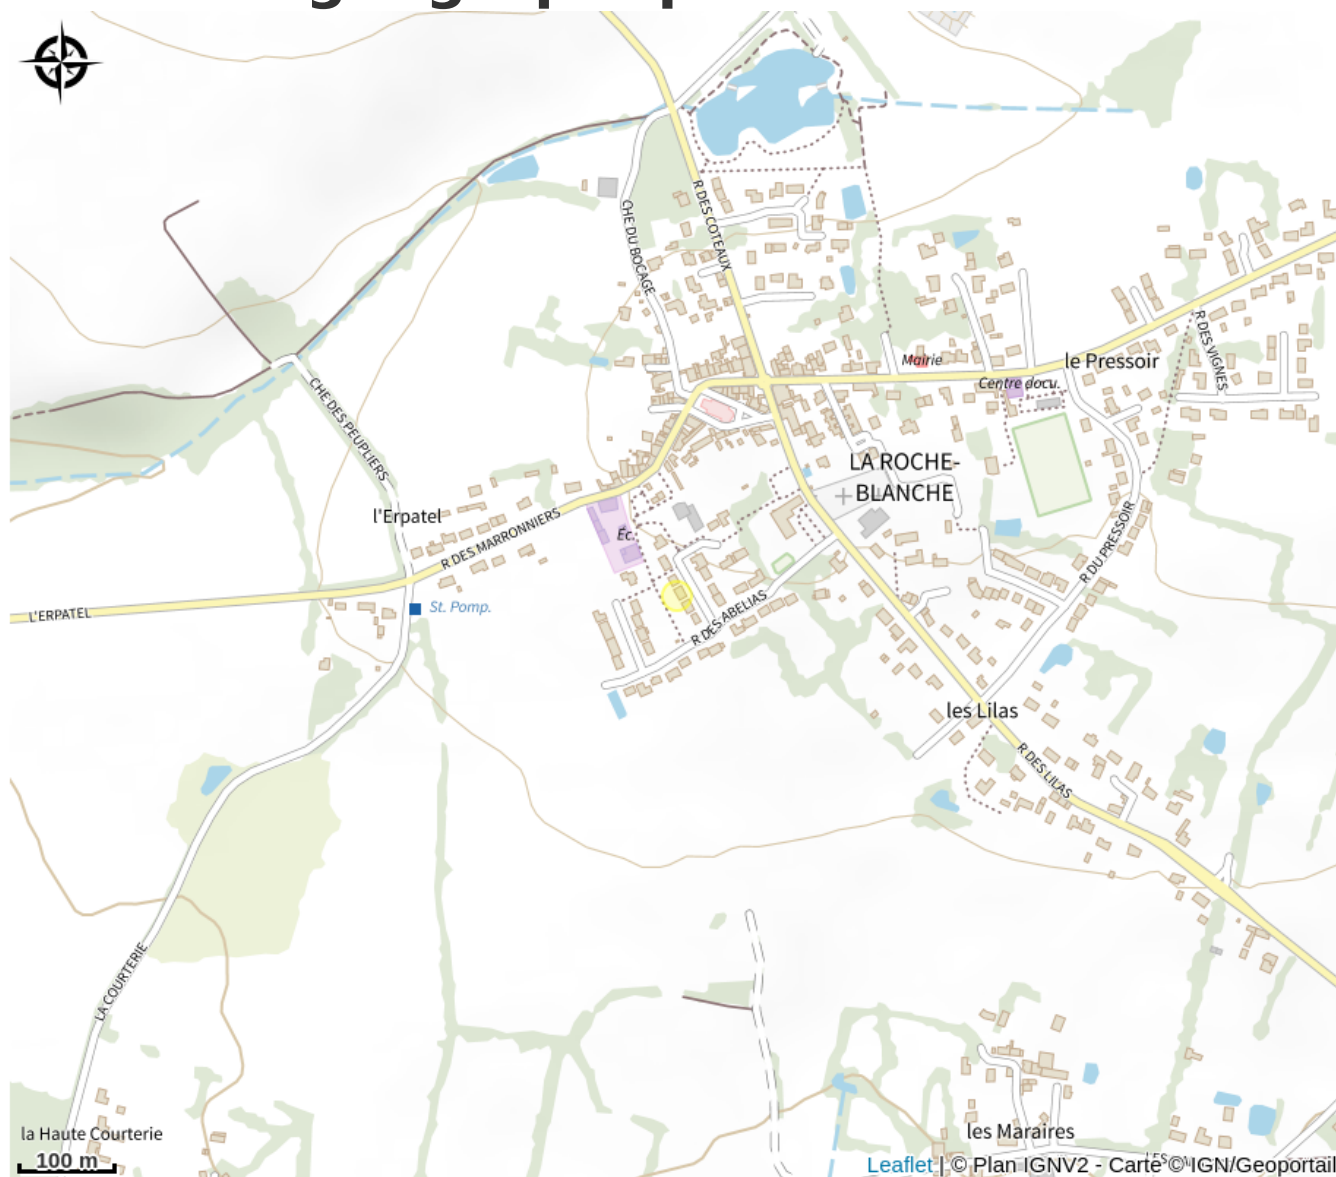 R DES COTEAUX
CHE DU BOCAGE
R DES VIGNES
Mairie
le Pressoir
Centre docu.
CHE DES PEUPLIERS
LA ROCHE-
BLANCHE
l'Erpatel
R DES MARRONNIERS
Éc.
R DU PRESSOIR
L'ERPATEL
St. Pomp.
R DES ABELIAS
les Lilas
R DES LILAS
LA COURTERIE
la Haute Courterie
les Maraires
100 m
Leaflet | © Plan IGNV2 - Carte © IGN/Geoportail